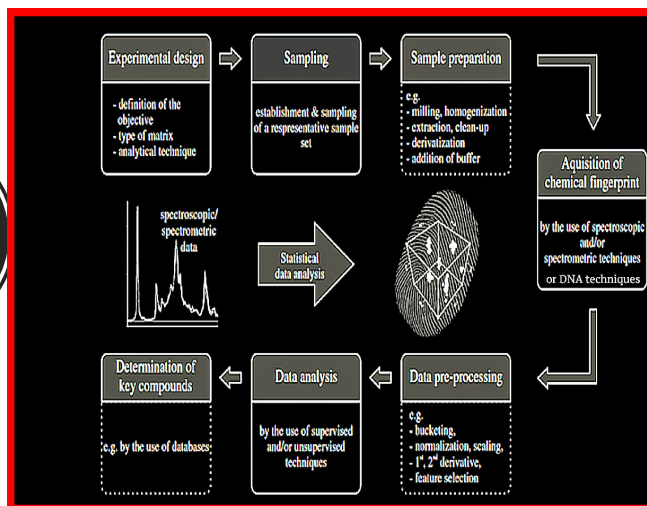 Experimental design
- definition of the
objective
- type of matrix
- analytical technique
Sampling
establishment & sampling
of a respresentative sample
set
Sample preparation
e.g.
- milling, homogenization
- extraction, clean-up
- derivatization
- addition of buffer
Aquisition of
chemical fingerprint
by the use of spectroscopic
and/or
spectrometric techniques
or DNA techniques
spectroscopic/
spectrometric
data
Statistical
data analysis
Determination of
key compounds
e.g. by the use of databases
Data analysis
by the use of supervised
and/or unsupervised
techniques
Data pre-processing
e.g.
- bucketing,
- normalization, scaling,
- 1st, 2nd derivative,
- feature selection